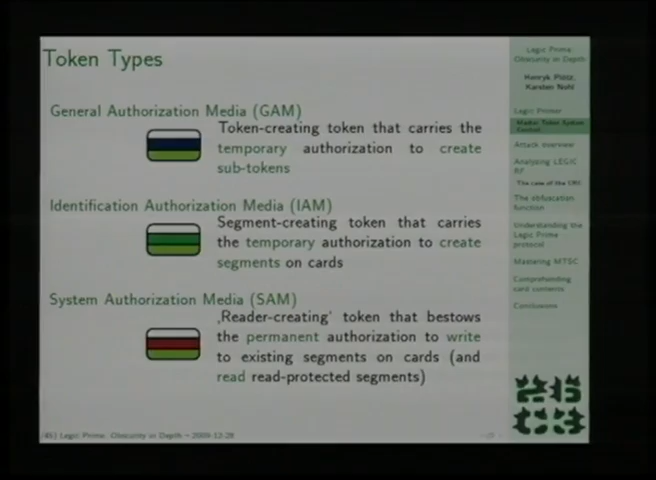 Token Types
General Authorization Media (GAM)
Token-creating token that carries the
temporary authorization to create
sub-tokens
Identification Authorization Media (IAM)
Segment-creating token that carries
the temporary authorization to create
segments on cards
System Authorization Media (SAM)
‚Reader-creating‘ token that bestows
the permanent authorization to write
to existing segments on cards (and
read read-protected segments)
Legic Prime:
Obscurity in Depth
Henryk Plötz,
Karsten Nohl
Legic Primer
Master Token System
Control
Attack overview
Analyzing LEGIC
RF
The case of the CRC
The obfuscation
function
Understanding the
Legic Prime
protocol
Mastering MTSC
Comprehending
card contents
Conclusions
Legic Prime: Obscurity in Depth – 2009-12-28